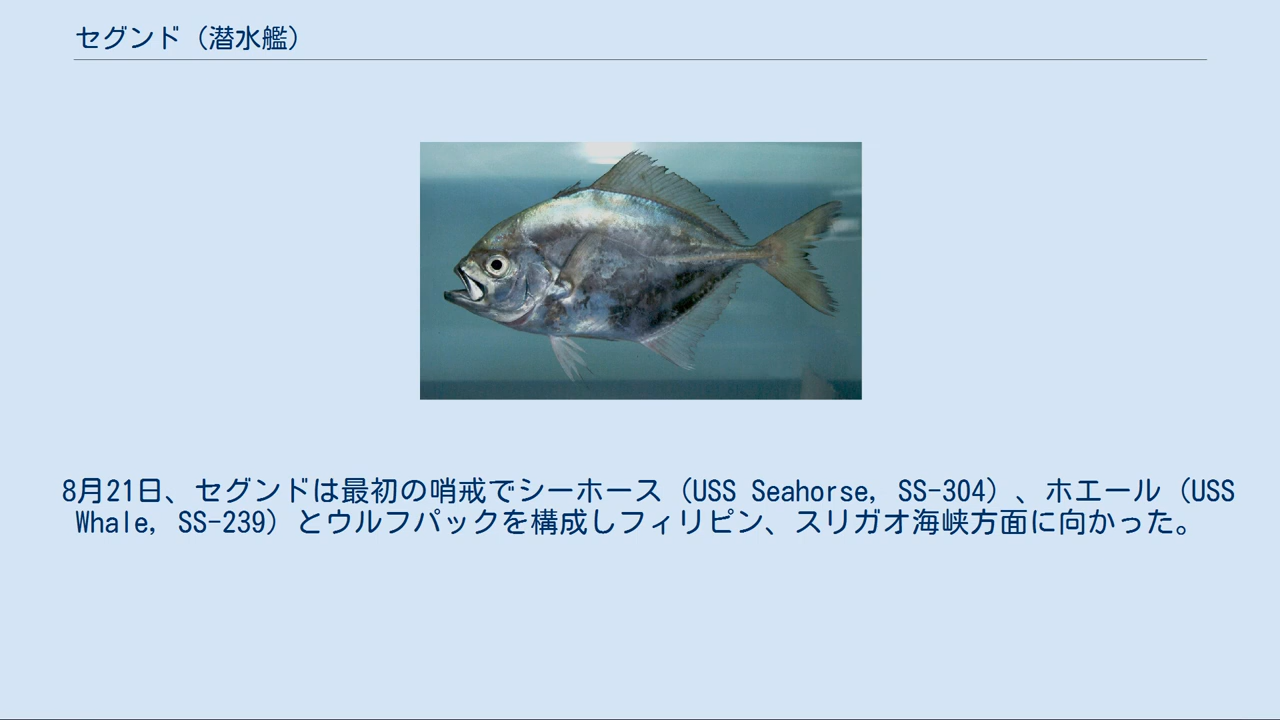 セグンド（潜水艦）
8月21日、セグンドは最初の哨戒でシーホース（USS Seahorse, SS-304）、ホエール（USS
Whale, SS-239）とウルフパックを構成しフィリピン、スリガオ海峡方面に向かった。